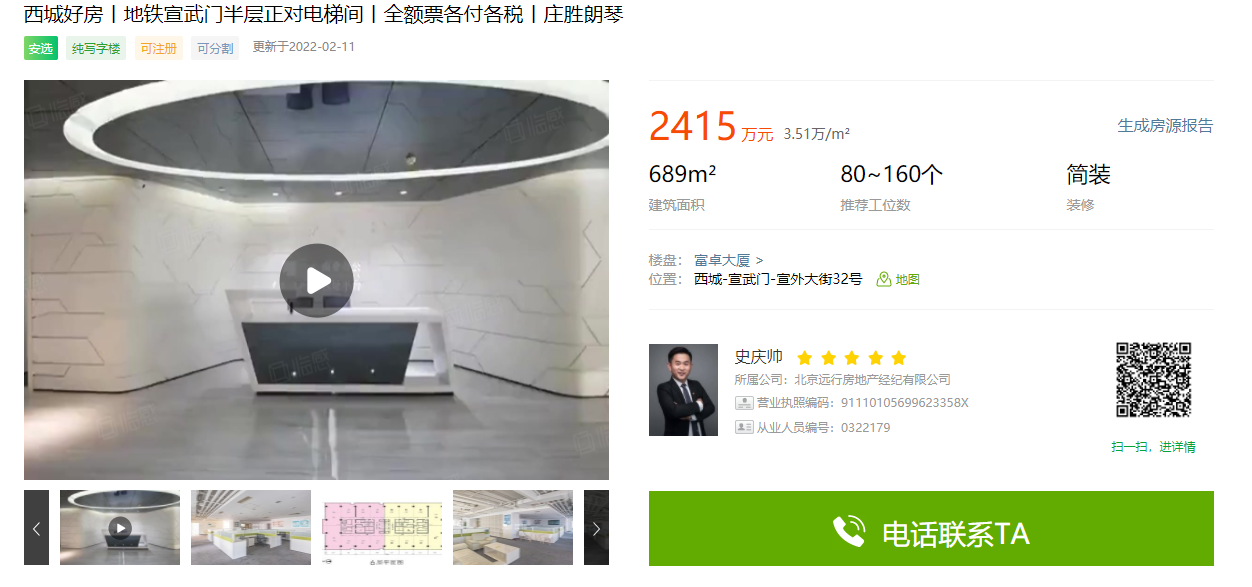 西城好房丨地铁宣武门半层正对电梯间丨全额票各付各税丨庄胜朗琴
安选 纯写字楼 可注册 可分割 更新于2022-02-11
2415 万元 3.51万/m²
生成房源报告
689m² 80~160个 简装
建筑面积 推荐工位数 装修
楼盘： 富卓大厦 >
位置： 西城-宣武门-宣外大街32号 地图
史庆帅
所属公司：北京远行房地产经纪有限公司
营业执照编码：91110105699623358X
从业人员编号：0322179
扫一扫，进详情
电话联系TA